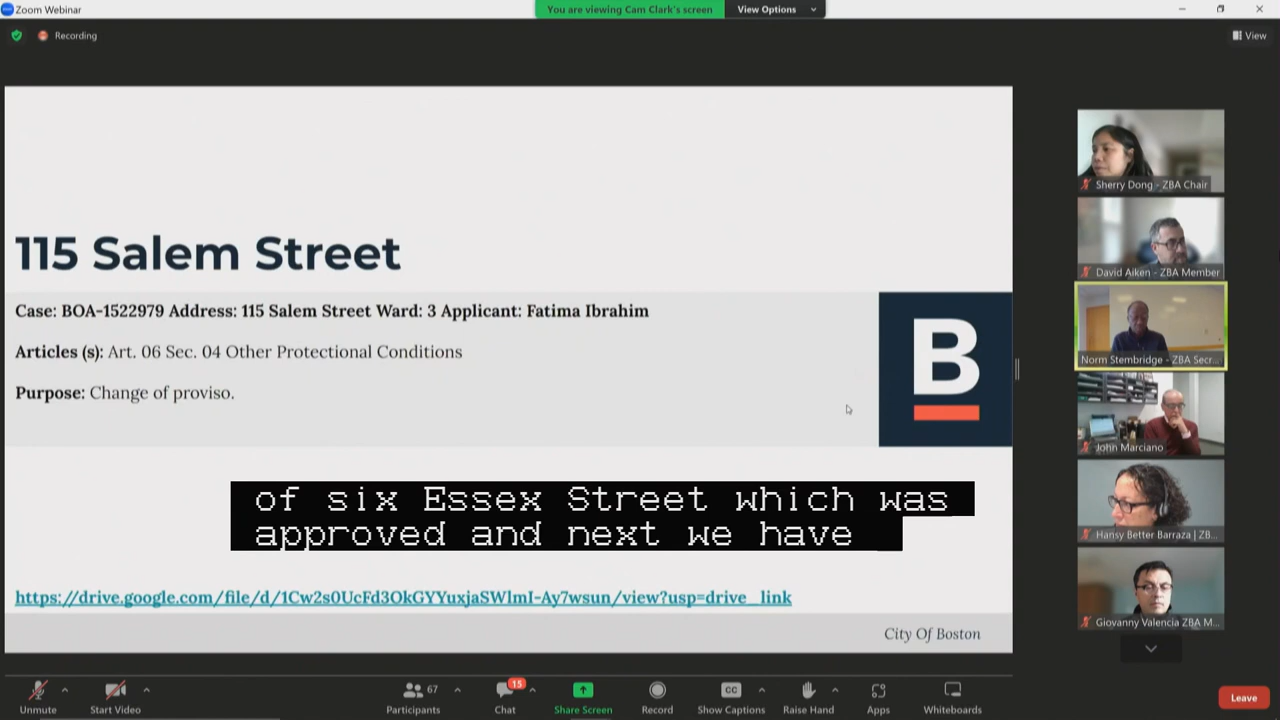 Zoom Webinar
You are viewing Cam Clark's screen
View Options
Recording
View
115 Salem Street
Case: BOA-1522979 Address: 115 Salem Street Ward: 3 Applicant: Fatima Ibrahim
Articles (s): Art. 06 Sec. 04 Other Protectional Conditions
Purpose: Change of proviso.
B
of six Essex Street which was
approved and next we have
https://drive.google.com/file/d/1Cw2s0UcFd3OkGYYuxjaSWlmI-Ay7wsun/view?usp=drive_link
City Of Boston
Sherry Dong - ZBA Chair
David Aiken - ZBA Member
Norm Stembridge - ZBA Secr...
John Marciano
Hansy Better Barraza | ZB...
Giovanny Valencia ZBA M...
Unmute
Start Video
67
Participants
15
Chat
Share Screen
Record
CC
Show Captions
Raise Hand
Apps
Whiteboards
Leave